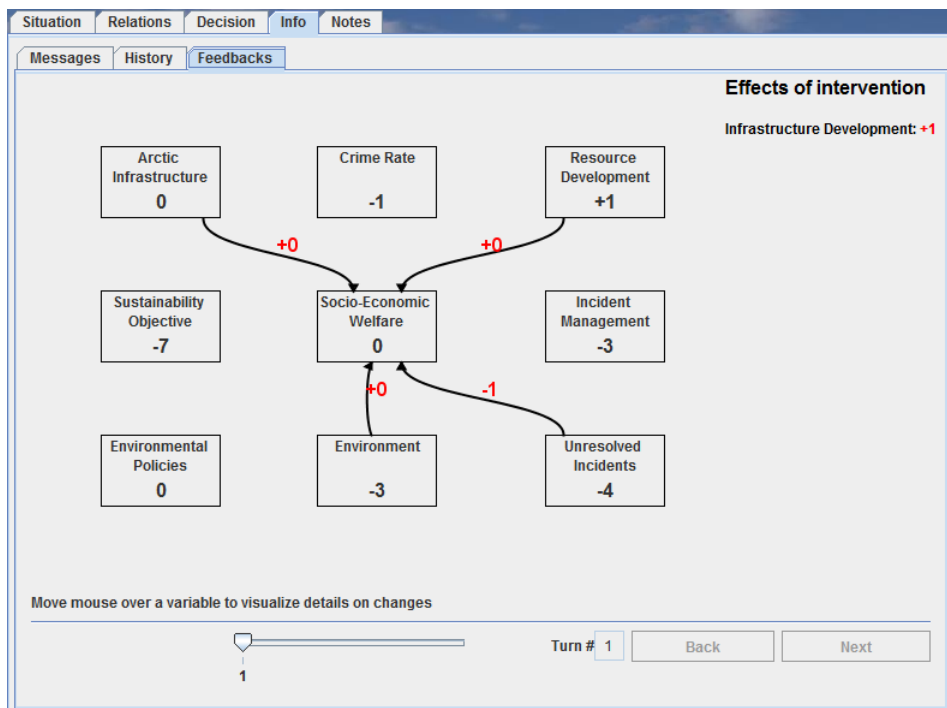 Situation Relations Decision Info Notes
Messages History Feedbacks
Effects of intervention
Infrastructure Development: +1
Arctic
Infrastructure
0
Crime Rate
-1
Resource
Development
+1
+0
+0
Sustainability
Objective
-7
Socio-Economic
Welfare
0
Incident
Management
-3
+0
-1
Environmental
Policies
0
Environment
-3
Unresolved
Incidents
-4
Move mouse over a variable to visualize details on changes
1
Turn # 1 Back Next